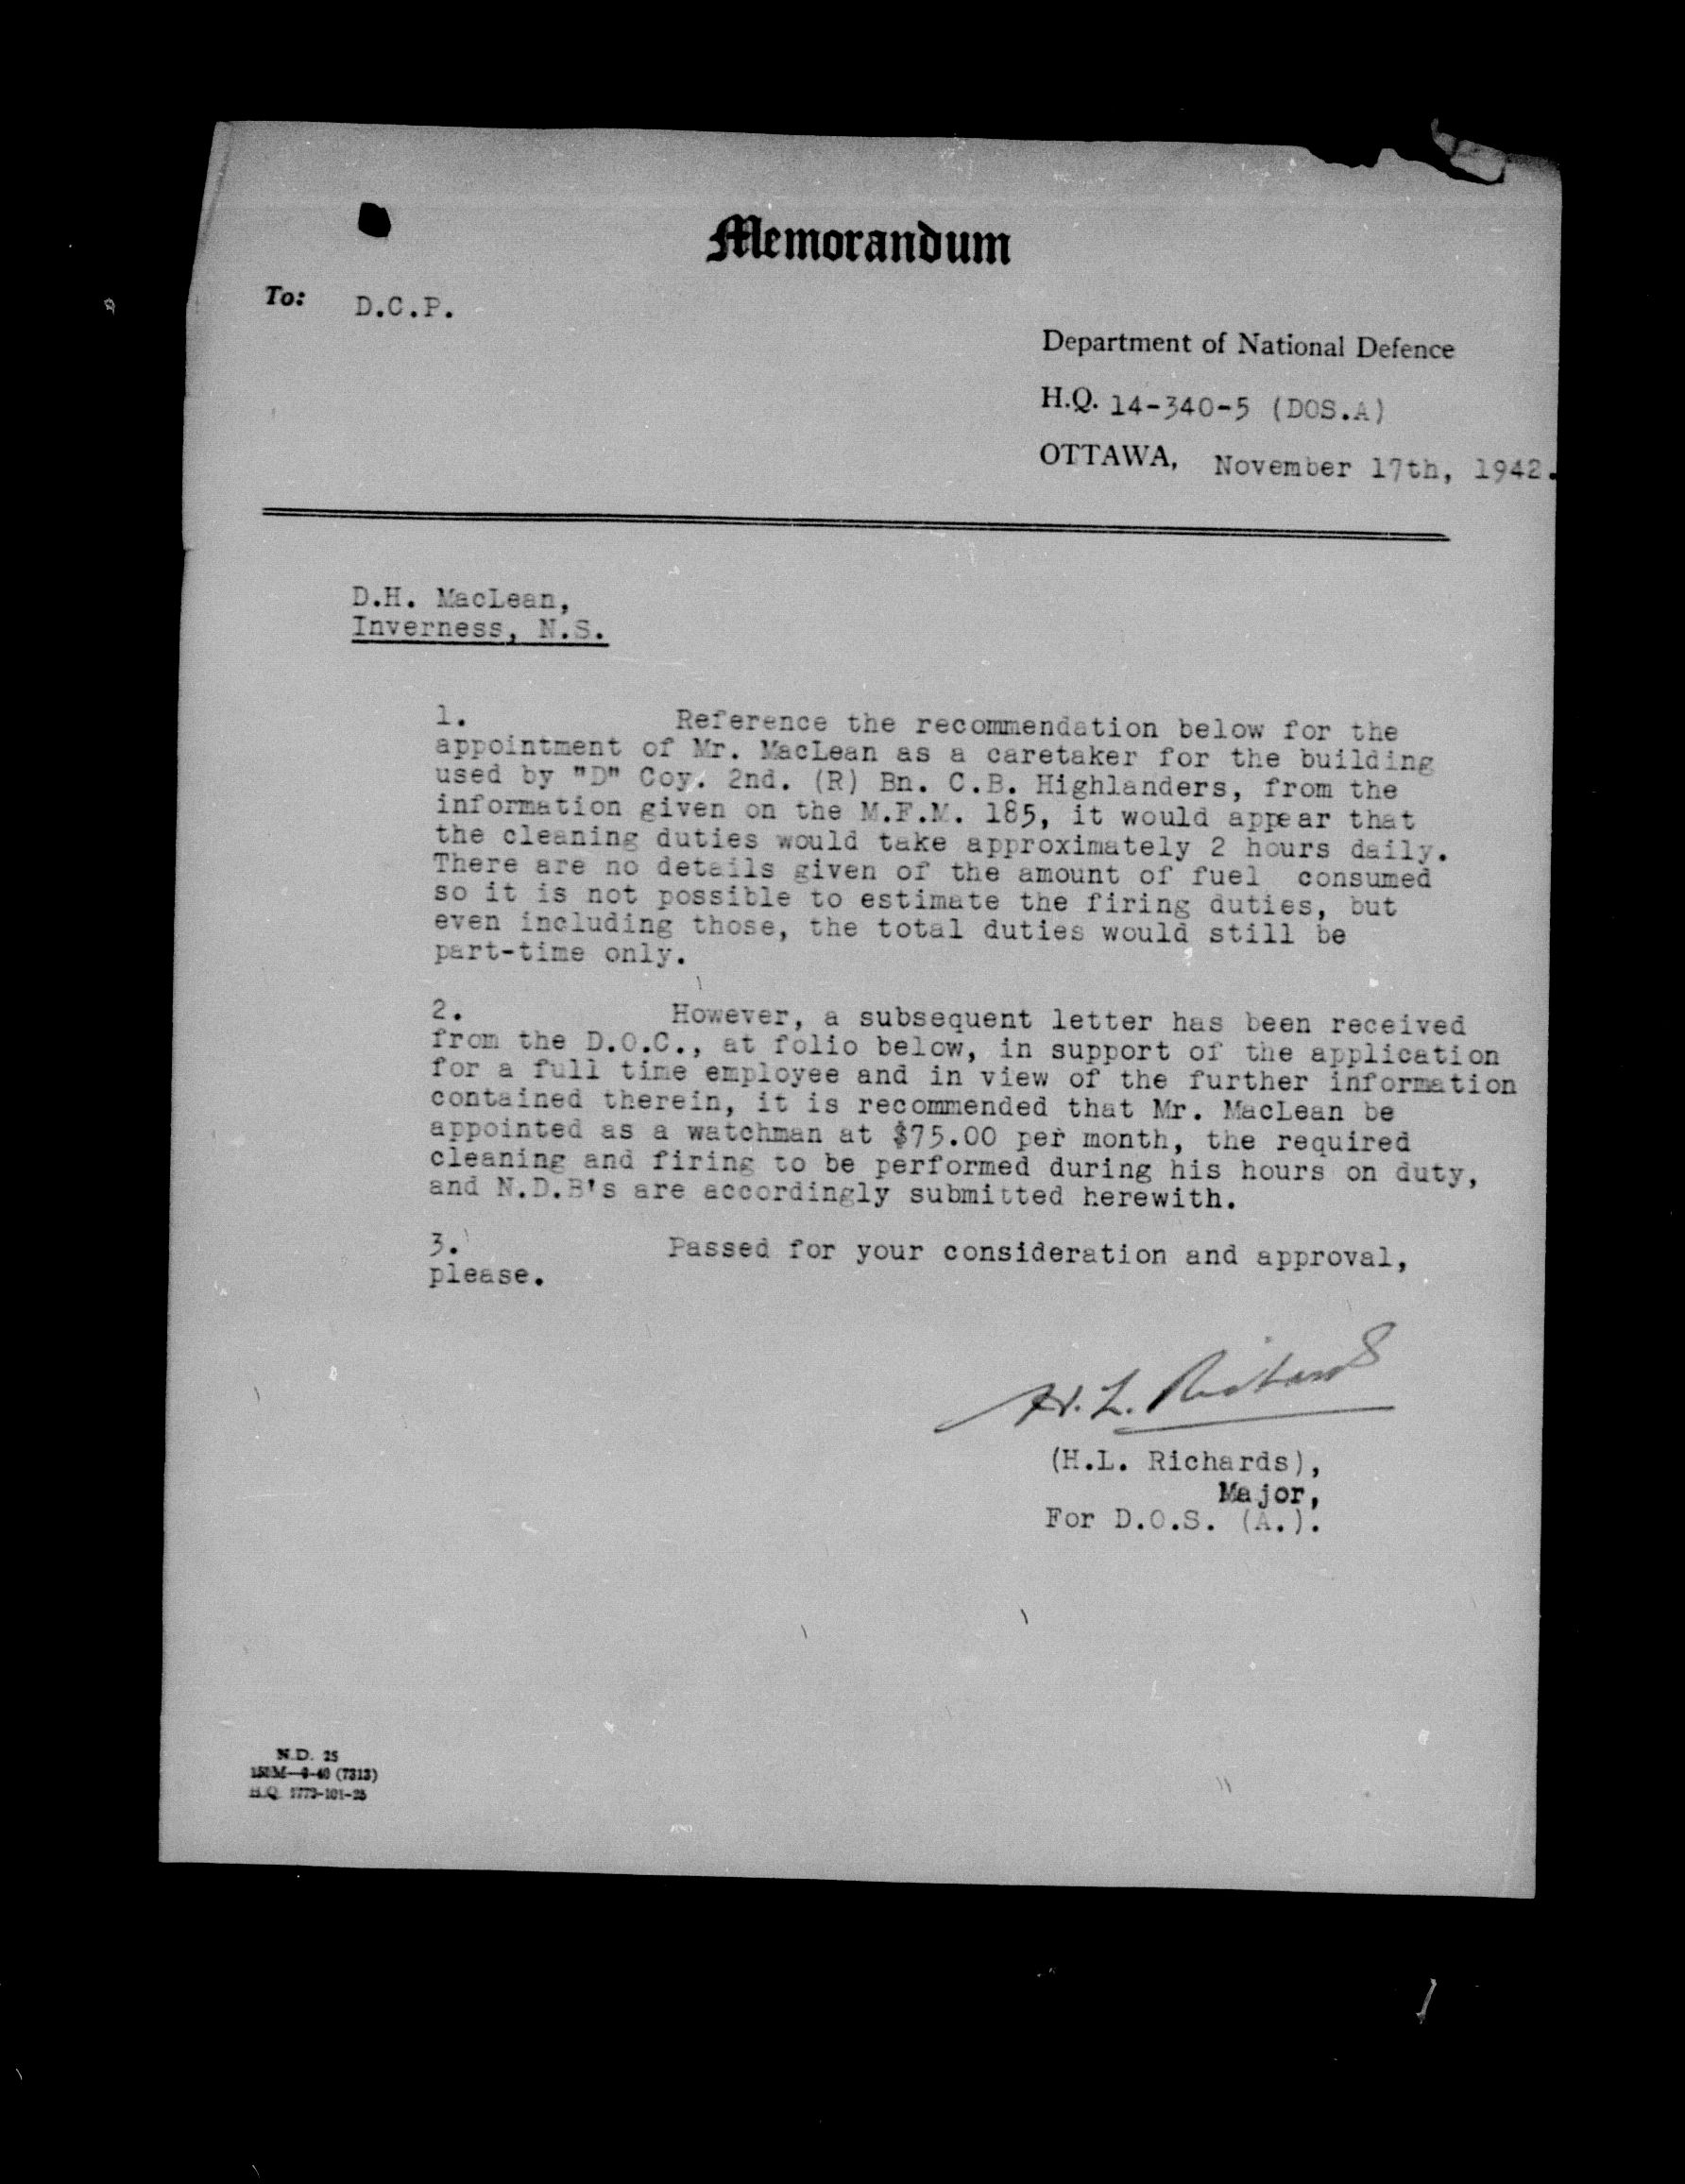 Memorandum
To: D.C.P.
Department of National Defence
H.Q. 14-340-5 (DOS.A)
OTTAWA, November 17th, 1942.
D.H. MacLean,
Inverness, N.S.
1. Reference the recommendation below for the
appointment of Mr. MacLean as a caretaker for the building
used by "D" Coy. 2nd. (R) Bn. C.B. Highlanders, from the
information given on the M.F.M. 185, it would appear that
the cleaning duties would take approximately 2 hours daily.
There are no details given of the amount of fuel consumed
so it is not possible to estimate the firing duties, but
even including those, the total duties would still be
part-time only.
2. However, a subsequent letter has been received
from the D.O.C., at folio below, in support of the application
for a full time employee and in view of the further information
contained therein, it is recommended that Mr. MacLean be
appointed as a watchman at $75.00 per month, the required
cleaning and firing to be performed during his hours on duty,
and N.D.B's are accordingly submitted herewith.
3. Passed for your consideration and approval,
please.
H. L. Richards
(H.L. Richards),
Major,
For D.O.S. (A.).
N.D. 25
(7313)
H.Q. 1772-101-25